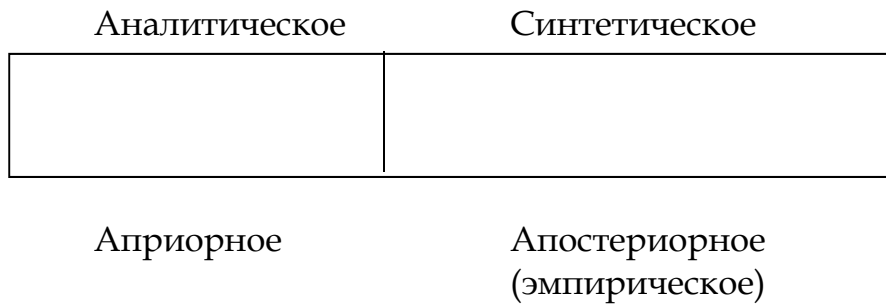 Аналитическое Синтетическое
Априорное Апостериорное
(эмпирическое)